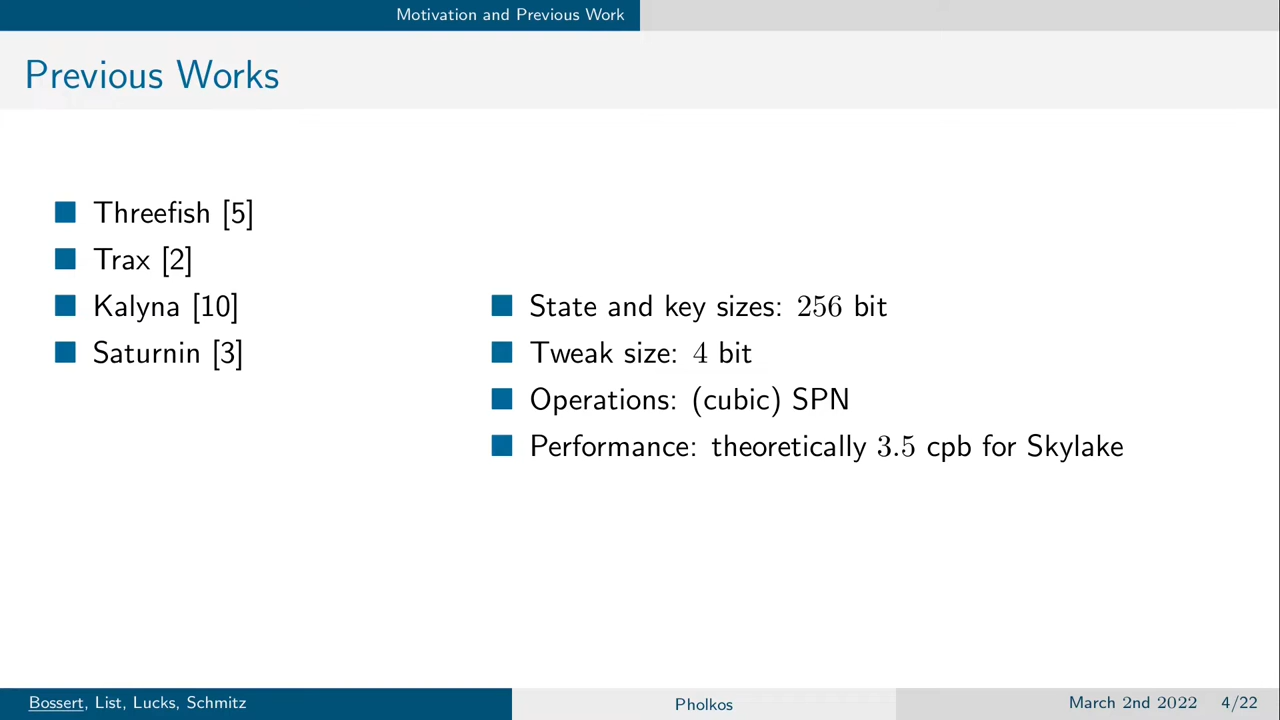 Motivation and Previous Work
Previous Works
Threefish [5]
Trax [2]
Kalyna [10]
Saturnin [3]
State and key sizes: 256 bit
Tweak size: 4 bit
Operations: (cubic) SPN
Performance: theoretically 3.5 cpb for Skylake
Bossert, List, Lucks, Schmitz
Pholkos
March 2nd 2022 4/22